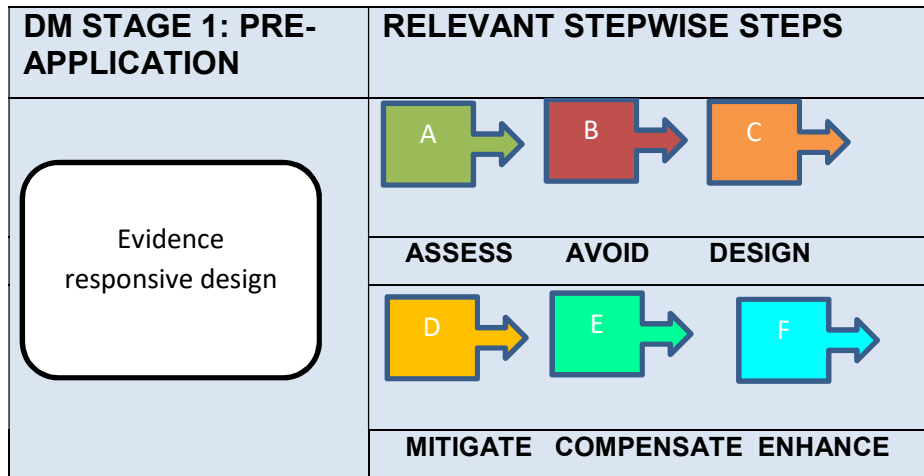 DM STAGE 1: PRE-
APPLICATION
RELEVANT STEPWISE STEPS
Evidence
responsive design
A B C
ASSESS AVOID DESIGN
D E F
MITIGATE COMPENSATE ENHANCE